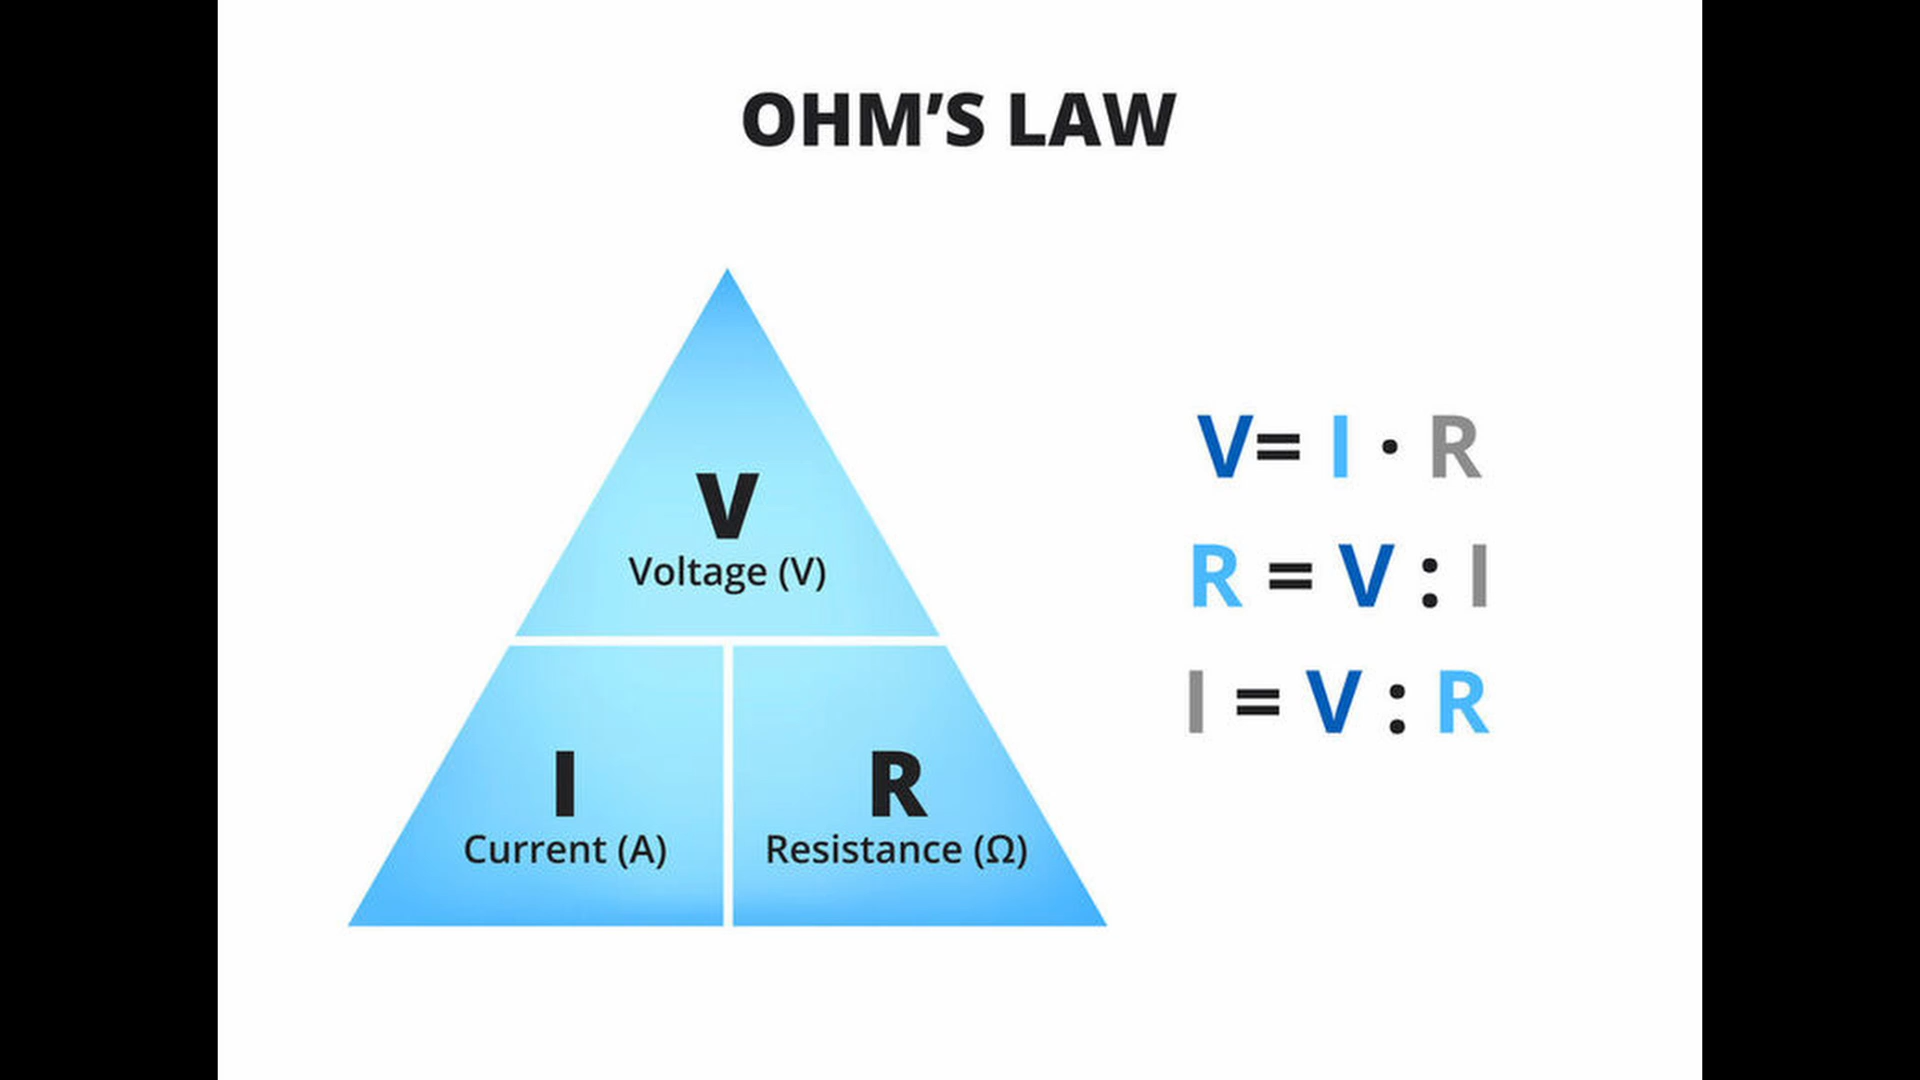 OHM’S LAW
V
Voltage (V)
I
Current (A)
R
Resistance (Ω)
V= I · R
R = V : I
I = V : R